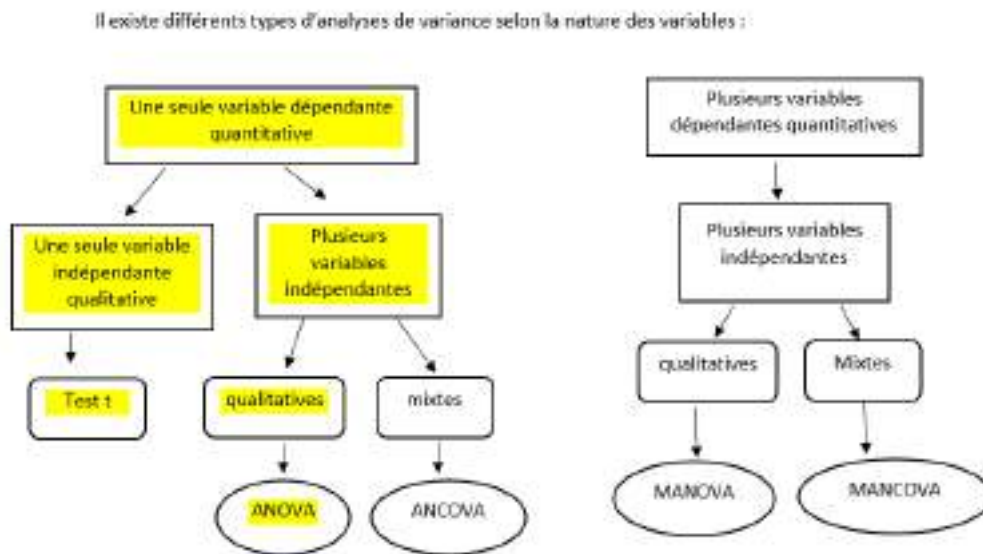 Il existe différents types d'analyses de variance selon la nature des variables :
Une seule variable dépendante
quantitative
Plusieurs variables
dépendantes quantitatives
Une seule variable
indépendante
qualitative
Plusieurs
variables
indépendantes
Plusieurs variables
indépendantes
Test t
qualitatives
mixtes
qualitatives
Mixtes
ANOVA
ANCOVA
MANOVA
MANCOVA